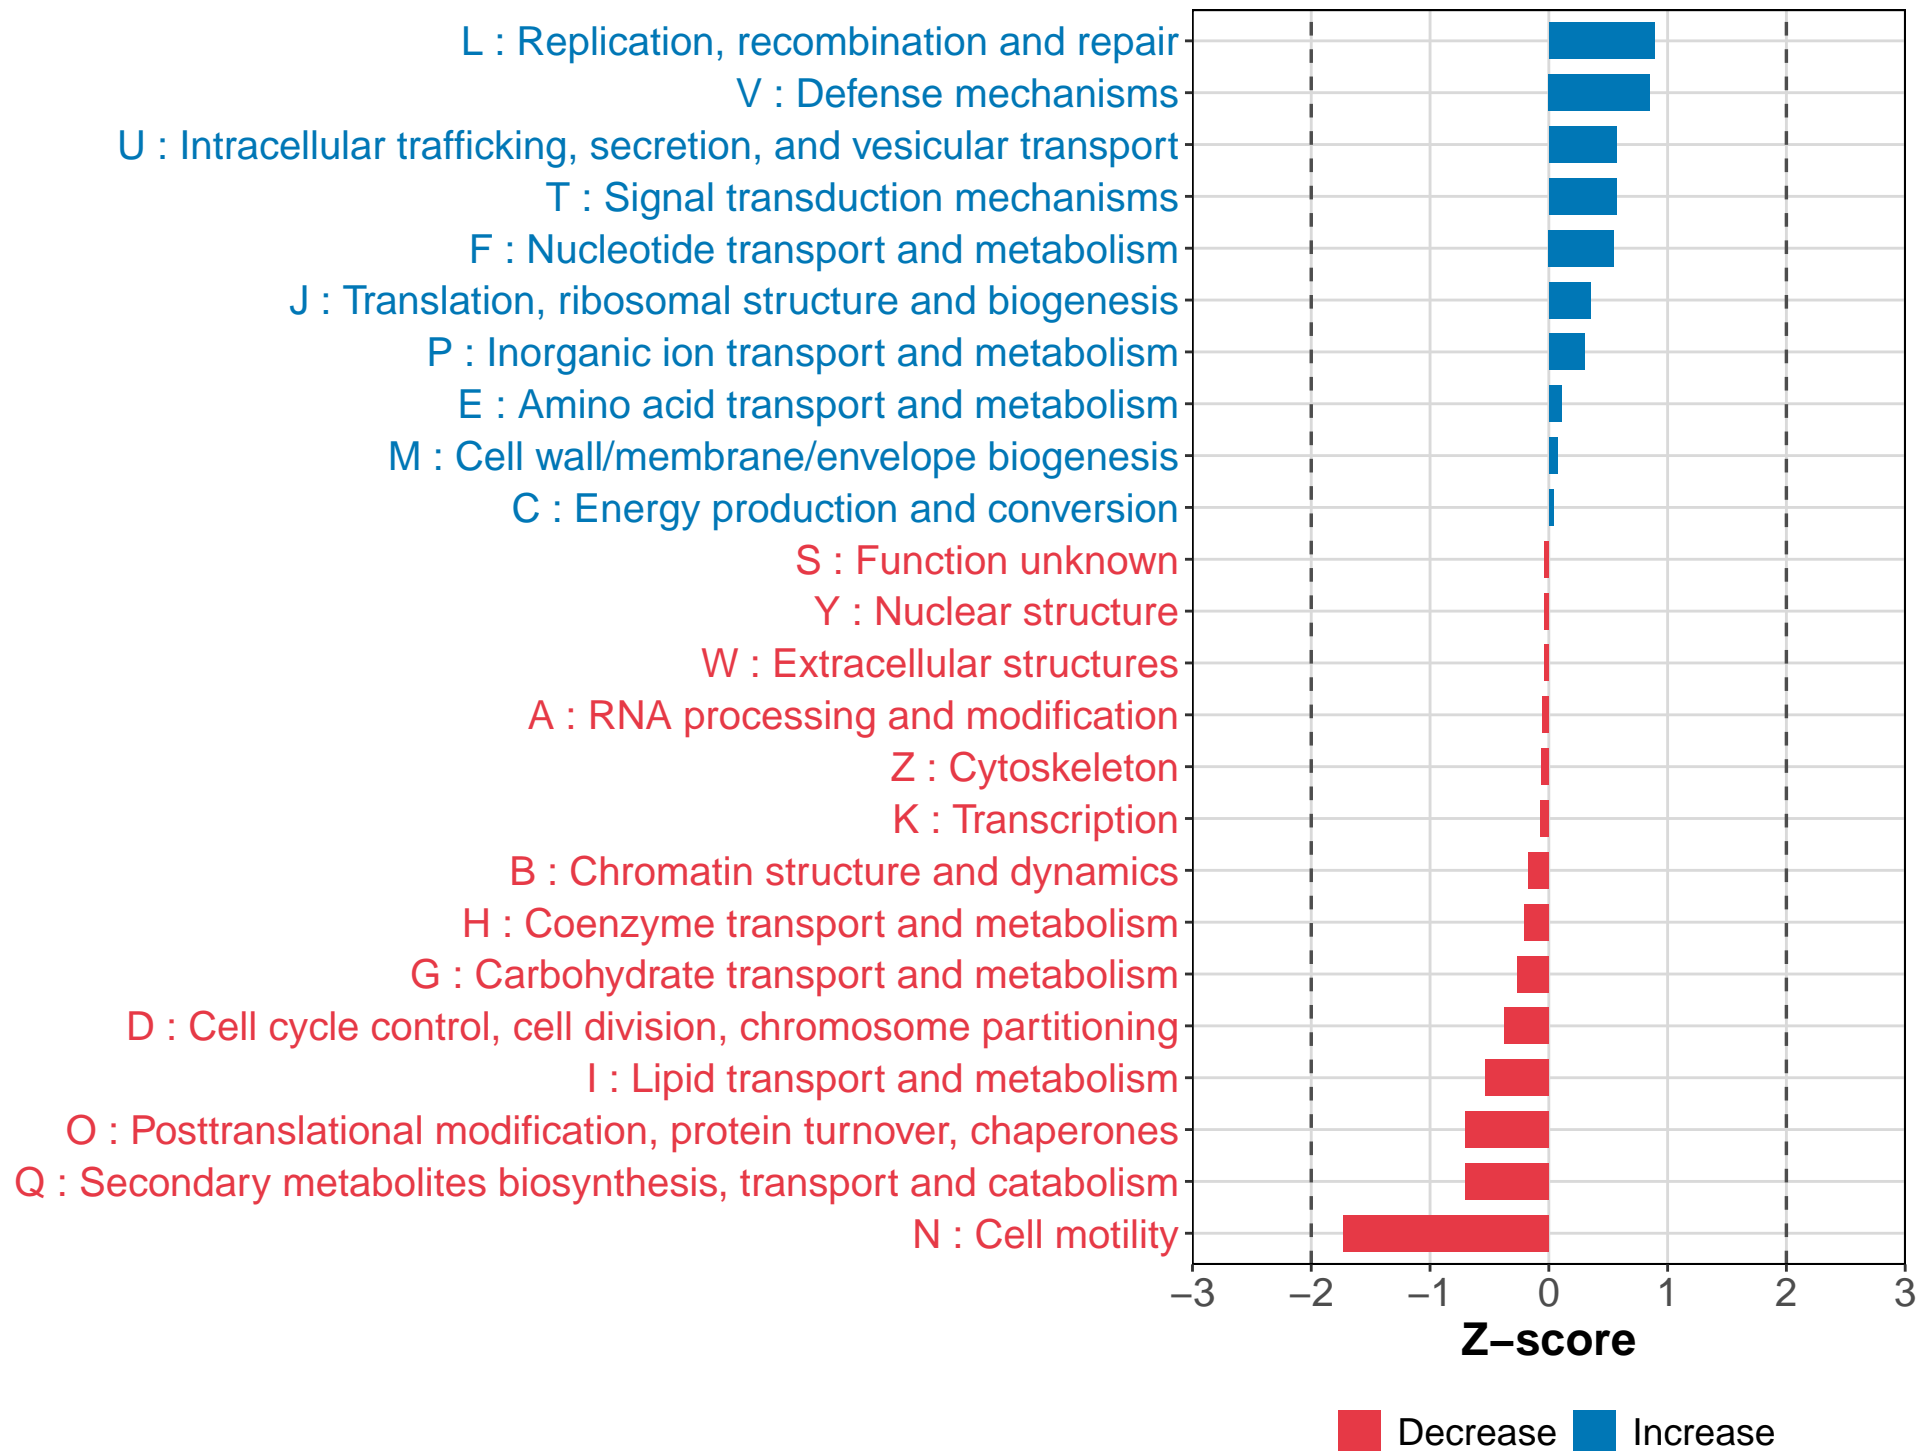 L : Replication, recombination and repair
V : Defense mechanisms
U : Intracellular trafficking, secretion, and vesicular transport
T : Signal transduction mechanisms
F : Nucleotide transport and metabolism
J : Translation, ribosomal structure and biogenesis
P : Inorganic ion transport and metabolism
E : Amino acid transport and metabolism
M : Cell wall/membrane/envelope biogenesis
C : Energy production and conversion
S : Function unknown
Y : Nuclear structure
W : Extracellular structures
A : RNA processing and modification
Z : Cytoskeleton
K : Transcription
B : Chromatin structure and dynamics
H : Coenzyme transport and metabolism
G : Carbohydrate transport and metabolism
D : Cell cycle control, cell division, chromosome partitioning
I : Lipid transport and metabolism
O : Posttranslational modification, protein turnover, chaperones
Q : Secondary metabolites biosynthesis, transport and catabolism
N : Cell motility
−3 −2 −1 0 1 2 3
Z−score
Decrease Increase